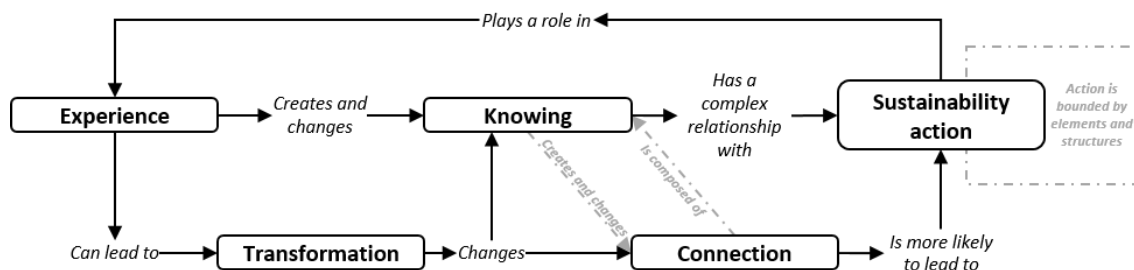 Plays a role in
Experience
Creates and
changes
Knowing
Has a
complex
relationship
with
Sustainability
action
Action is
bounded by
elements and
structures
Creates and changes
Is composed of
Can lead to
Transformation
Changes
Connection
Is more likely
to lead to